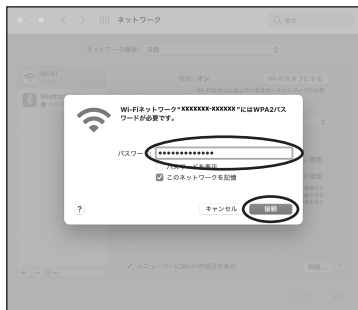 ネットワーク
検索
ネットワーク環境: 自動
Wi-Fi
状況: オン
Wi-Fiをオフにする
Wi-Fiネットワーク“XXXXXXX-XXXXXX”にはWPA2パス
ワードが必要です。
パスワード:
パスワードを表示
このネットワークを記憶
?
キャンセル
接続
メニューバーにWi-Fiの状況を表示
詳細...
?